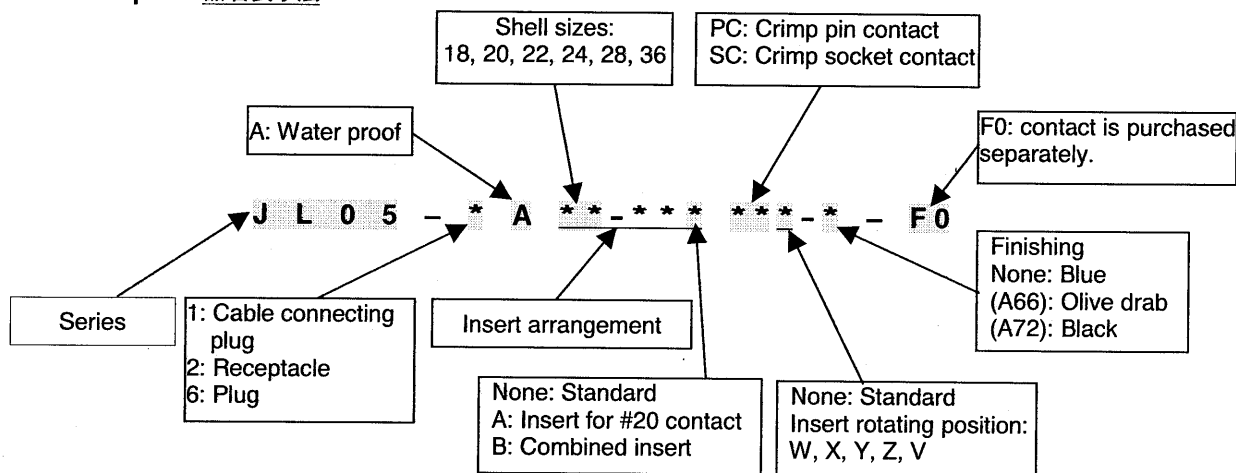 Shell sizes:
18, 20, 22, 24, 28, 36
PC: Crimp pin contact
SC: Crimp socket contact
A: Water proof
F0: contact is purchased
separately.
J L 0 5 – * A * * - * * * * * * - * – F0
Series
1: Cable connecting
plug
2: Receptacle
6: Plug
Insert arrangement
Finishing
None: Blue
(A66): Olive drab
(A72): Black
None: Standard
A: Insert for #20 contact
B: Combined insert
None: Standard
Insert rotating position:
W, X, Y, Z, V